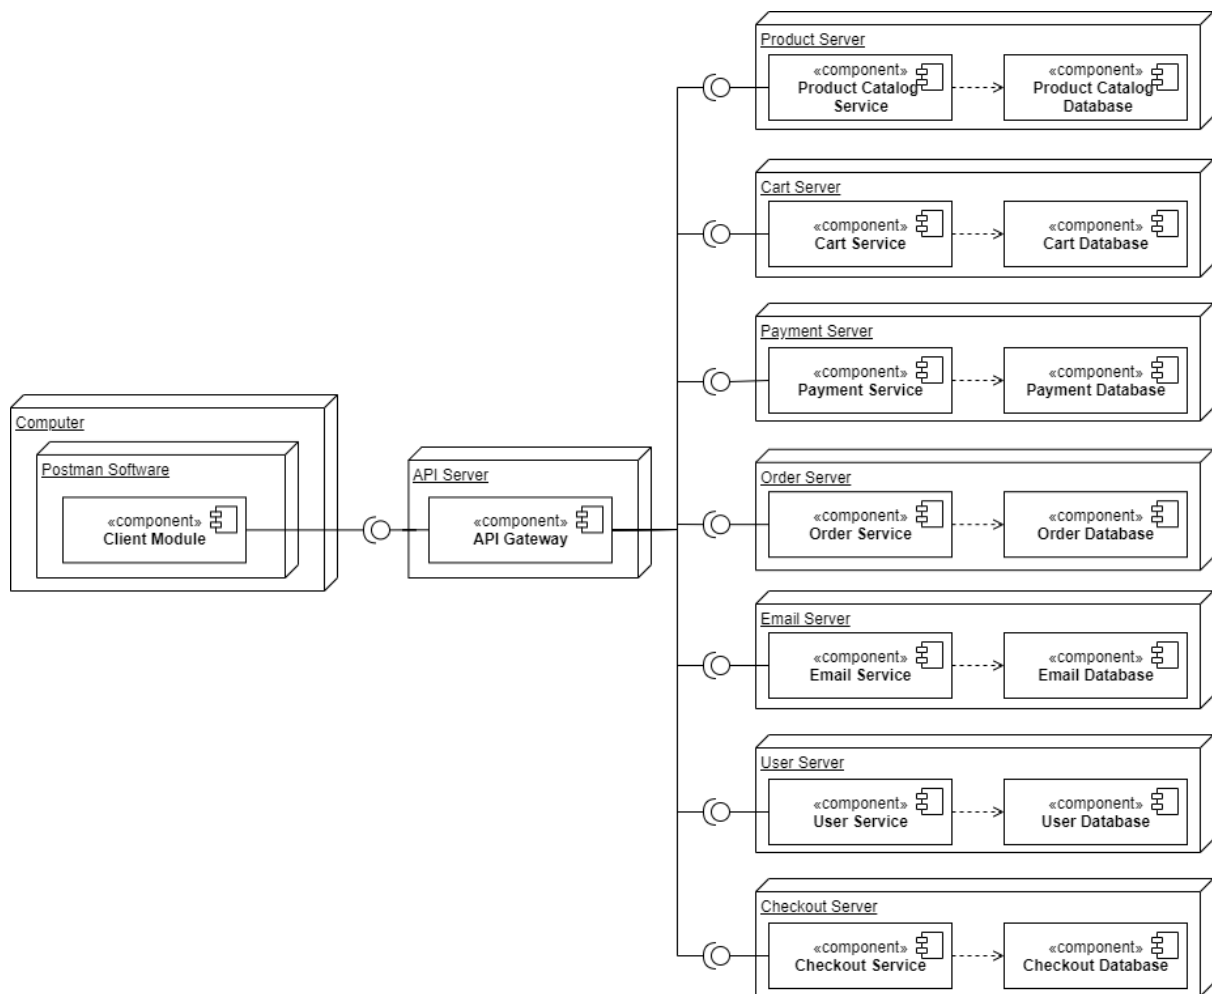 Product Server
«component»
Product Catalog
Service
«component»
Product Catalog
Database
Cart Server
«component»
Cart Service
«component»
Cart Database
Payment Server
«component»
Payment Service
«component»
Payment Database
Computer
Postman Software
«component»
Client Module
API Server
«component»
API Gateway
Order Server
«component»
Order Service
«component»
Order Database
Email Server
«component»
Email Service
«component»
Email Database
User Server
«component»
User Service
«component»
User Database
Checkout Server
«component»
Checkout Service
«component»
Checkout Database